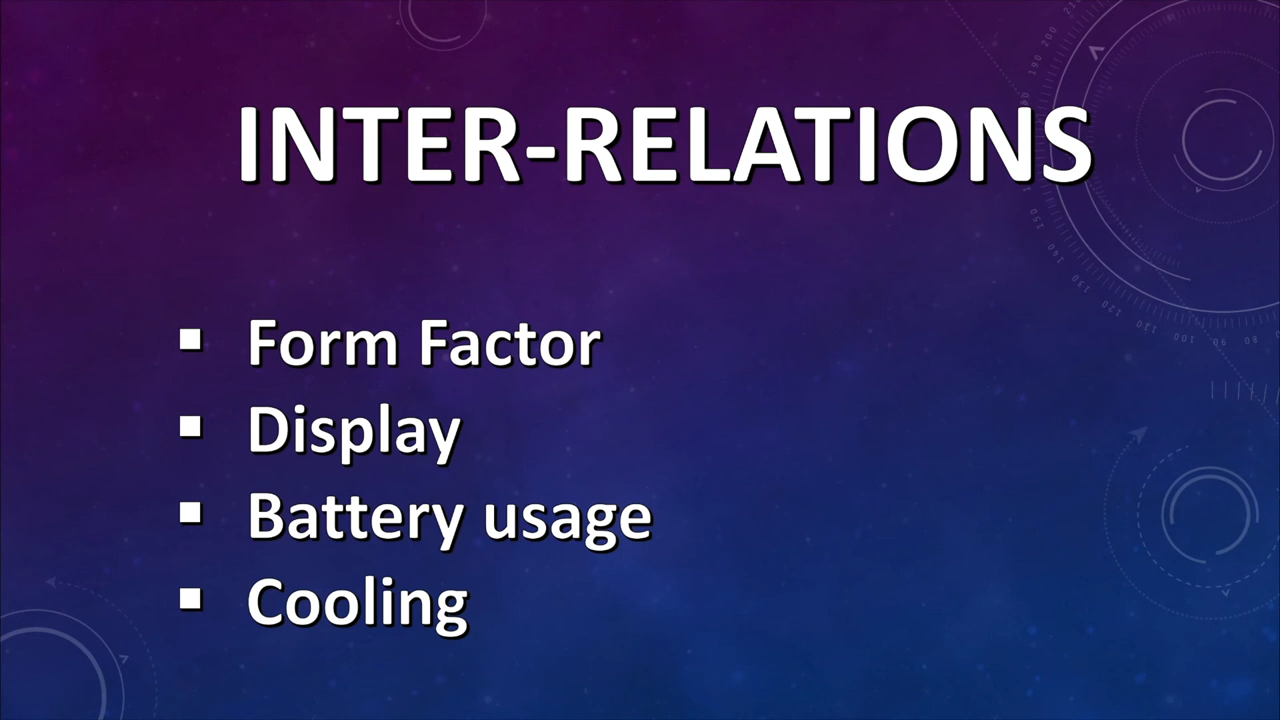 INTER-RELATIONS
▪ Form Factor
▪ Display
▪ Battery usage
▪ Cooling